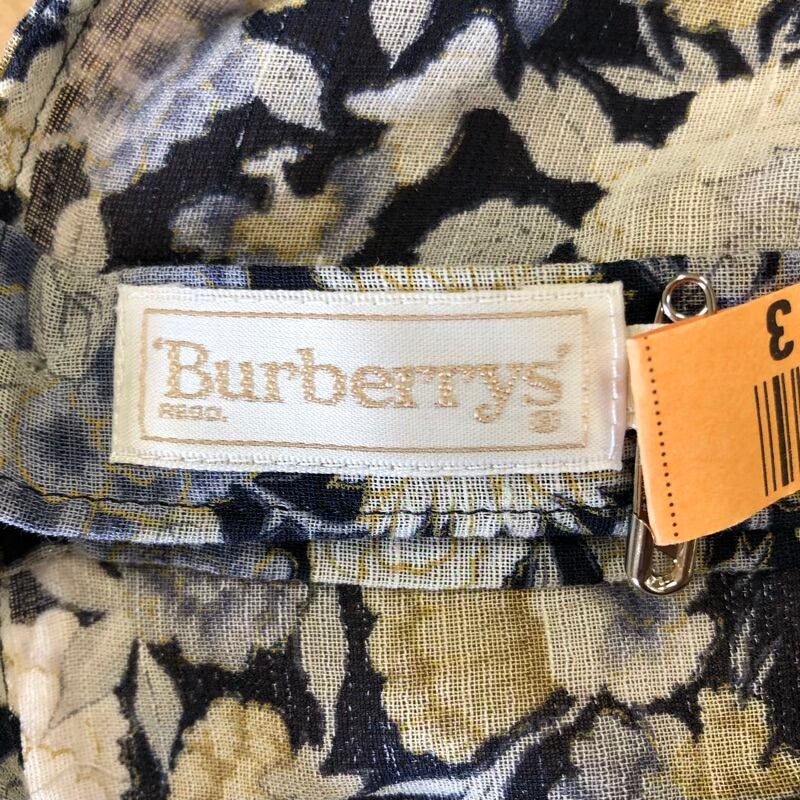 'Burberrys'
REGD.
®
3